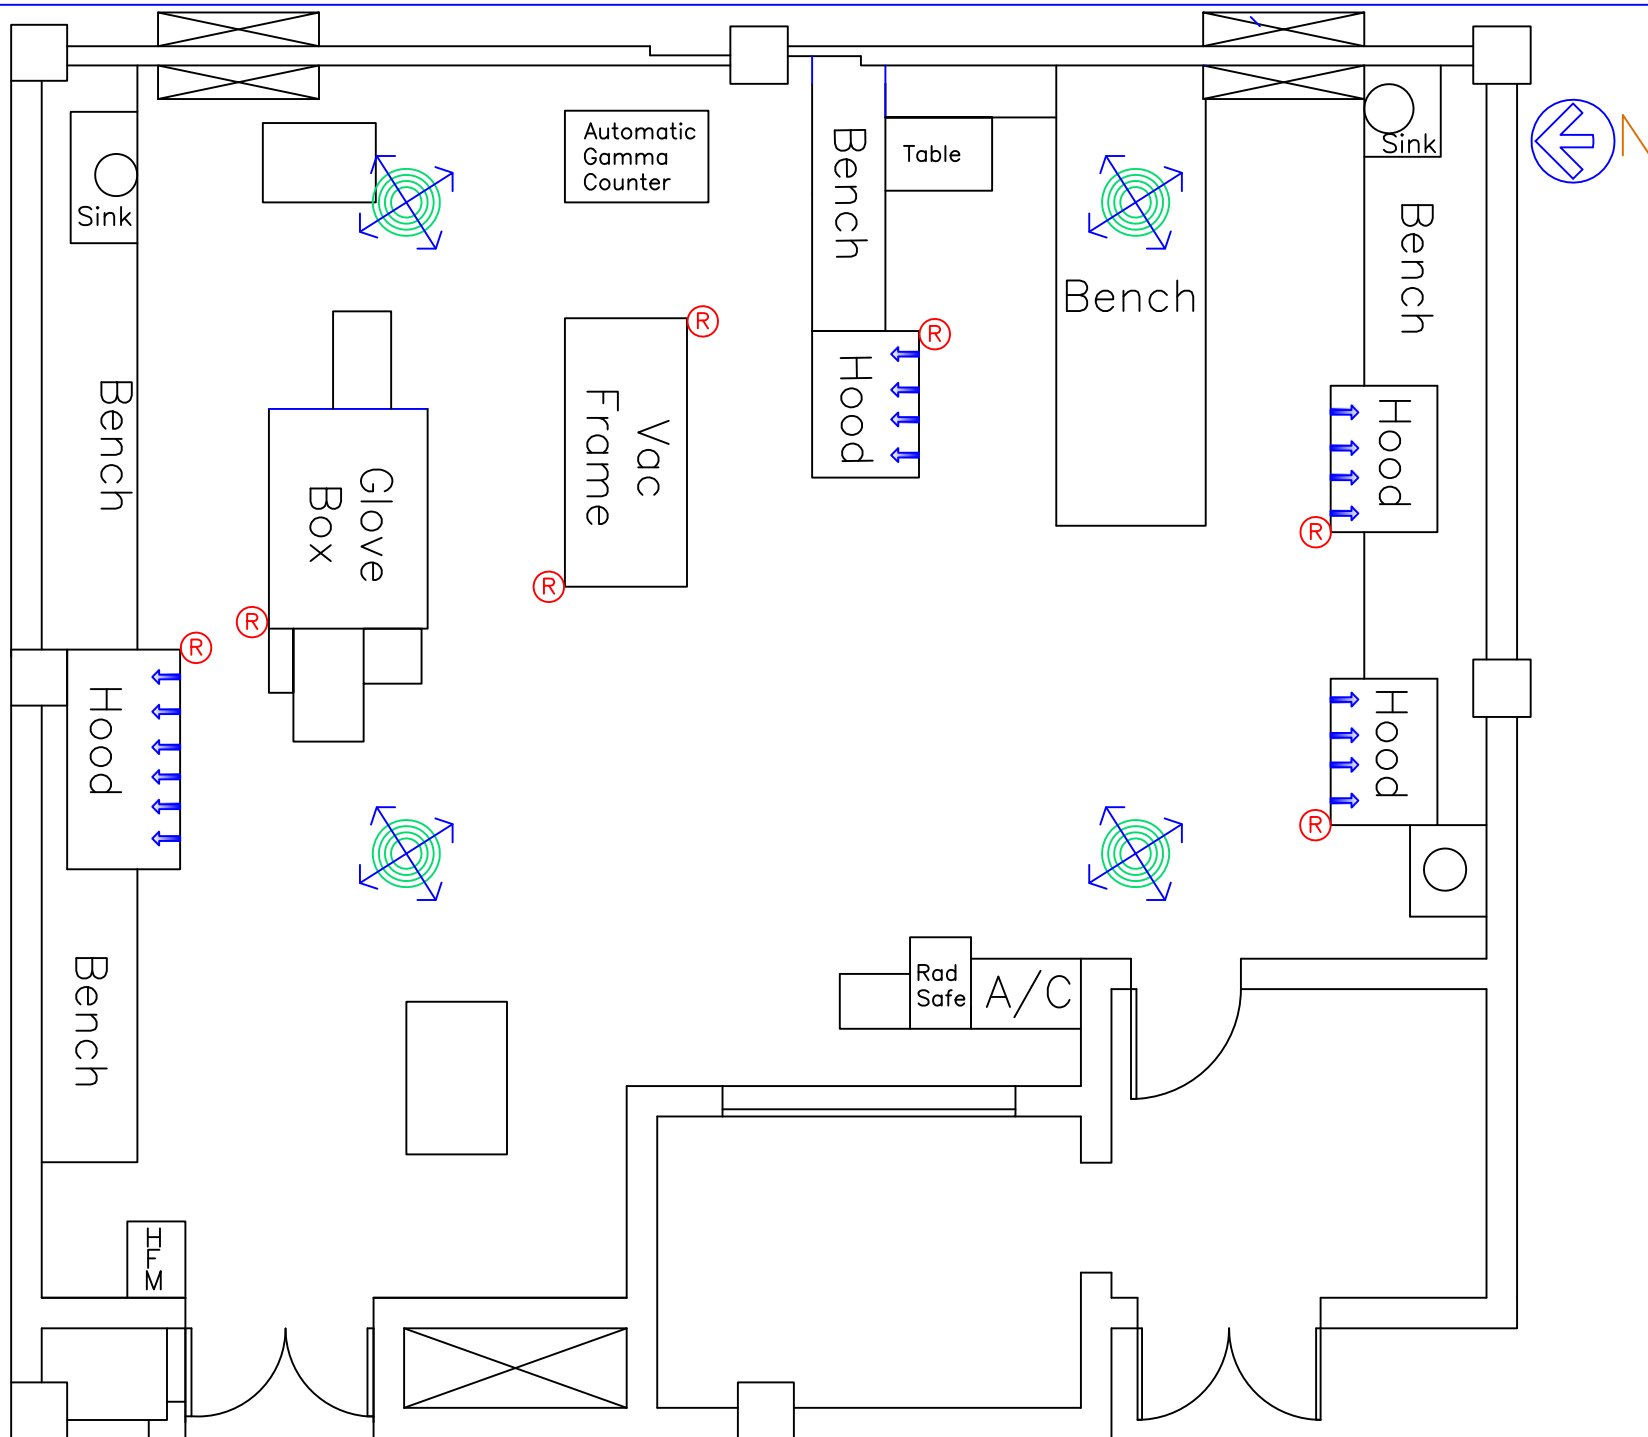 Automatic
Gamma
Counter
Table
Bench
Sink
N
Sink
Bench
Bench
Bench
Hood
R
R
Vac
Frame
R
Glove
Box
R
Hood
R
Bench
R
Hood
Hood
R
Hood
R
Bench
Rad
Safe
A/C
H
F
M